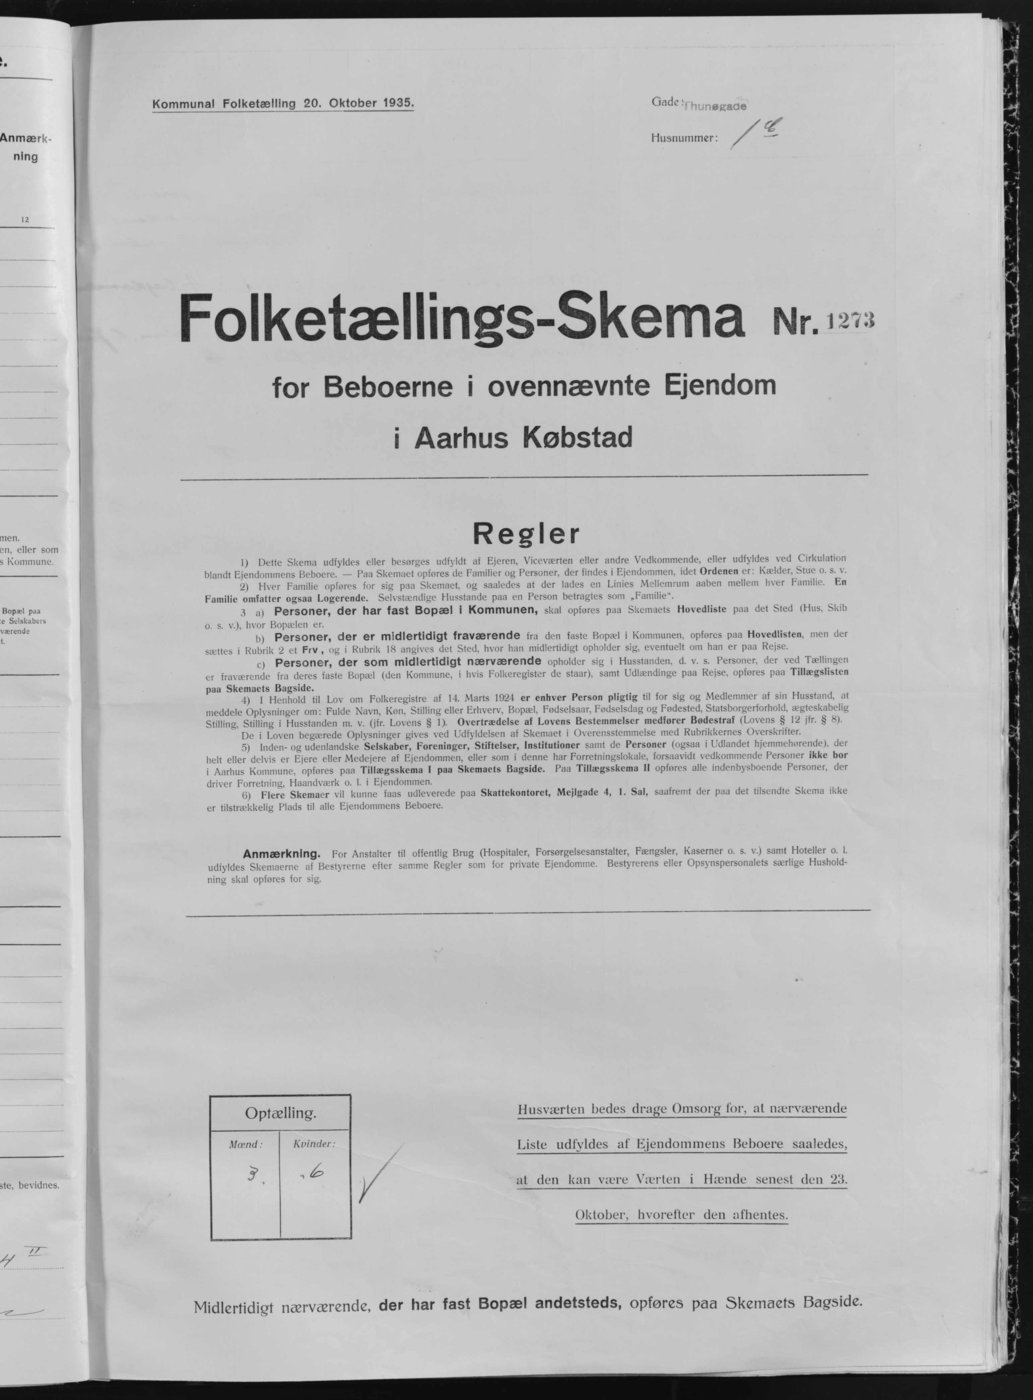 e.
Anmærk-
ning
12
men.
en, eller som
s Kommune.
Bopæl paa
te Selskabers
værende
t.
ste, bevidnes.
4 II
Kommunal Folketælling 20. Oktober 1935.
Gade: Thunøgade
Husnummer: 1
Folketællings-Skema Nr. 1273
for Beboerne i ovennævnte Ejendom
i Aarhus Købstad
Regler
1) Dette Skema udfyldes eller besørges udfyldt af Ejeren, Viceværten eller andre Vedkommende, eller udfyldes ved Cirkulation
blandt Ejendommens Beboere. — Paa Skemaet opføres de Familier og Personer, der findes i Ejendommen, idet Ordenen er: Kælder, Stue o. s. v.
2) Hver Familie opføres for sig paa Skemaet, og saaledes at der lades en Linies Mellemrum aaben mellem hver Familie. En
Familie omfatter ogsaa Logerende. Selvstændige Husstande paa en Person betragtes som „Familie“.
3 a) Personer, der har fast Bopæl i Kommunen, skal opføres paa Skemaets Hovedliste paa det Sted (Hus, Skib
o. s. v.), hvor Bopælen er.
b) Personer, der er midlertidigt fraværende fra den faste Bopæl i Kommunen, opføres paa Hovedlisten, men der
sættes i Rubrik 2 et Frv, og i Rubrik 18 angives det Sted, hvor han midlertidigt opholder sig, eventuelt om han er paa Rejse.
c) Personer, der som midlertidigt nærværende opholder sig i Husstanden, d. v. s. Personer, der ved Tællingen
er fraværende fra deres faste Bopæl (den Kommune, i hvis Folkeregister de staar), samt Udlændinge paa Rejse, opføres paa Tillægslisten
paa Skemaets Bagside.
4) I Henhold til Lov om Folkeregistre af 14. Marts 1924 er enhver Person pligtig til for sig og Medlemmer af sin Husstand, at
meddele Oplysninger om: Fulde Navn, Køn, Stilling eller Erhverv, Bopæl, Fødselsaar, Fødselsdag og Fødested, Statsborgerforhold, ægteskabelig
Stilling, Stilling i Husstanden m. v. (jfr. Lovens § 1). Overtrædelse af Lovens Bestemmelser medfører Bødestraf (Lovens § 12 jfr. § 8).
De i Loven begærede Oplysninger gives ved Udfyldelsen af Skemaet i Overensstemmelse med Rubrikkernes Overskrifter.
5) Inden- og udenlandske Selskaber, Foreninger, Stiftelser, Institutioner samt de Personer (ogsaa i Udlandet hjemmehørende), der
helt eller delvis er Ejere eller Medejere af Ejendommen, eller som i denne har Forretningslokale, forsaavidt vedkommende Personer ikke bor
i Aarhus Kommune, opføres paa Tillægsskema I paa Skemaets Bagside. Paa Tillægsskema II opføres alle indenbysboende Personer, der
driver Forretning, Haandværk o. l. i Ejendommen.
6) Flere Skemaer vil kunne faas udleverede paa Skattekontoret, Mejlgade 4, 1. Sal, saafremt der paa det tilsendte Skema ikke
er tilstrækkelig Plads til alle Ejendommens Beboere.
Anmærkning. For Anstalter til offentlig Brug (Hospitaler, Forsørgelsesanstalter, Fængsler, Kaserner o. s. v.) samt Hoteller o. l.
udfyldes Skemaerne af Bestyrerne efter samme Regler som for private Ejendomme. Bestyrerens eller Opsynspersonalets særlige Hushold-
ning skal opføres for sig.
Optælling.
Mænd: Kvinder:
3. 6
Husværten bedes drage Omsorg for, at nærværende
Liste udfyldes af Ejendommens Beboere saaledes,
at den kan være Værten i Hænde senest den 23.
Oktober, hvorefter den afhentes.
Midlertidigt nærværende, der har fast Bopæl andetsteds, opføres paa Skemaets Bagside.